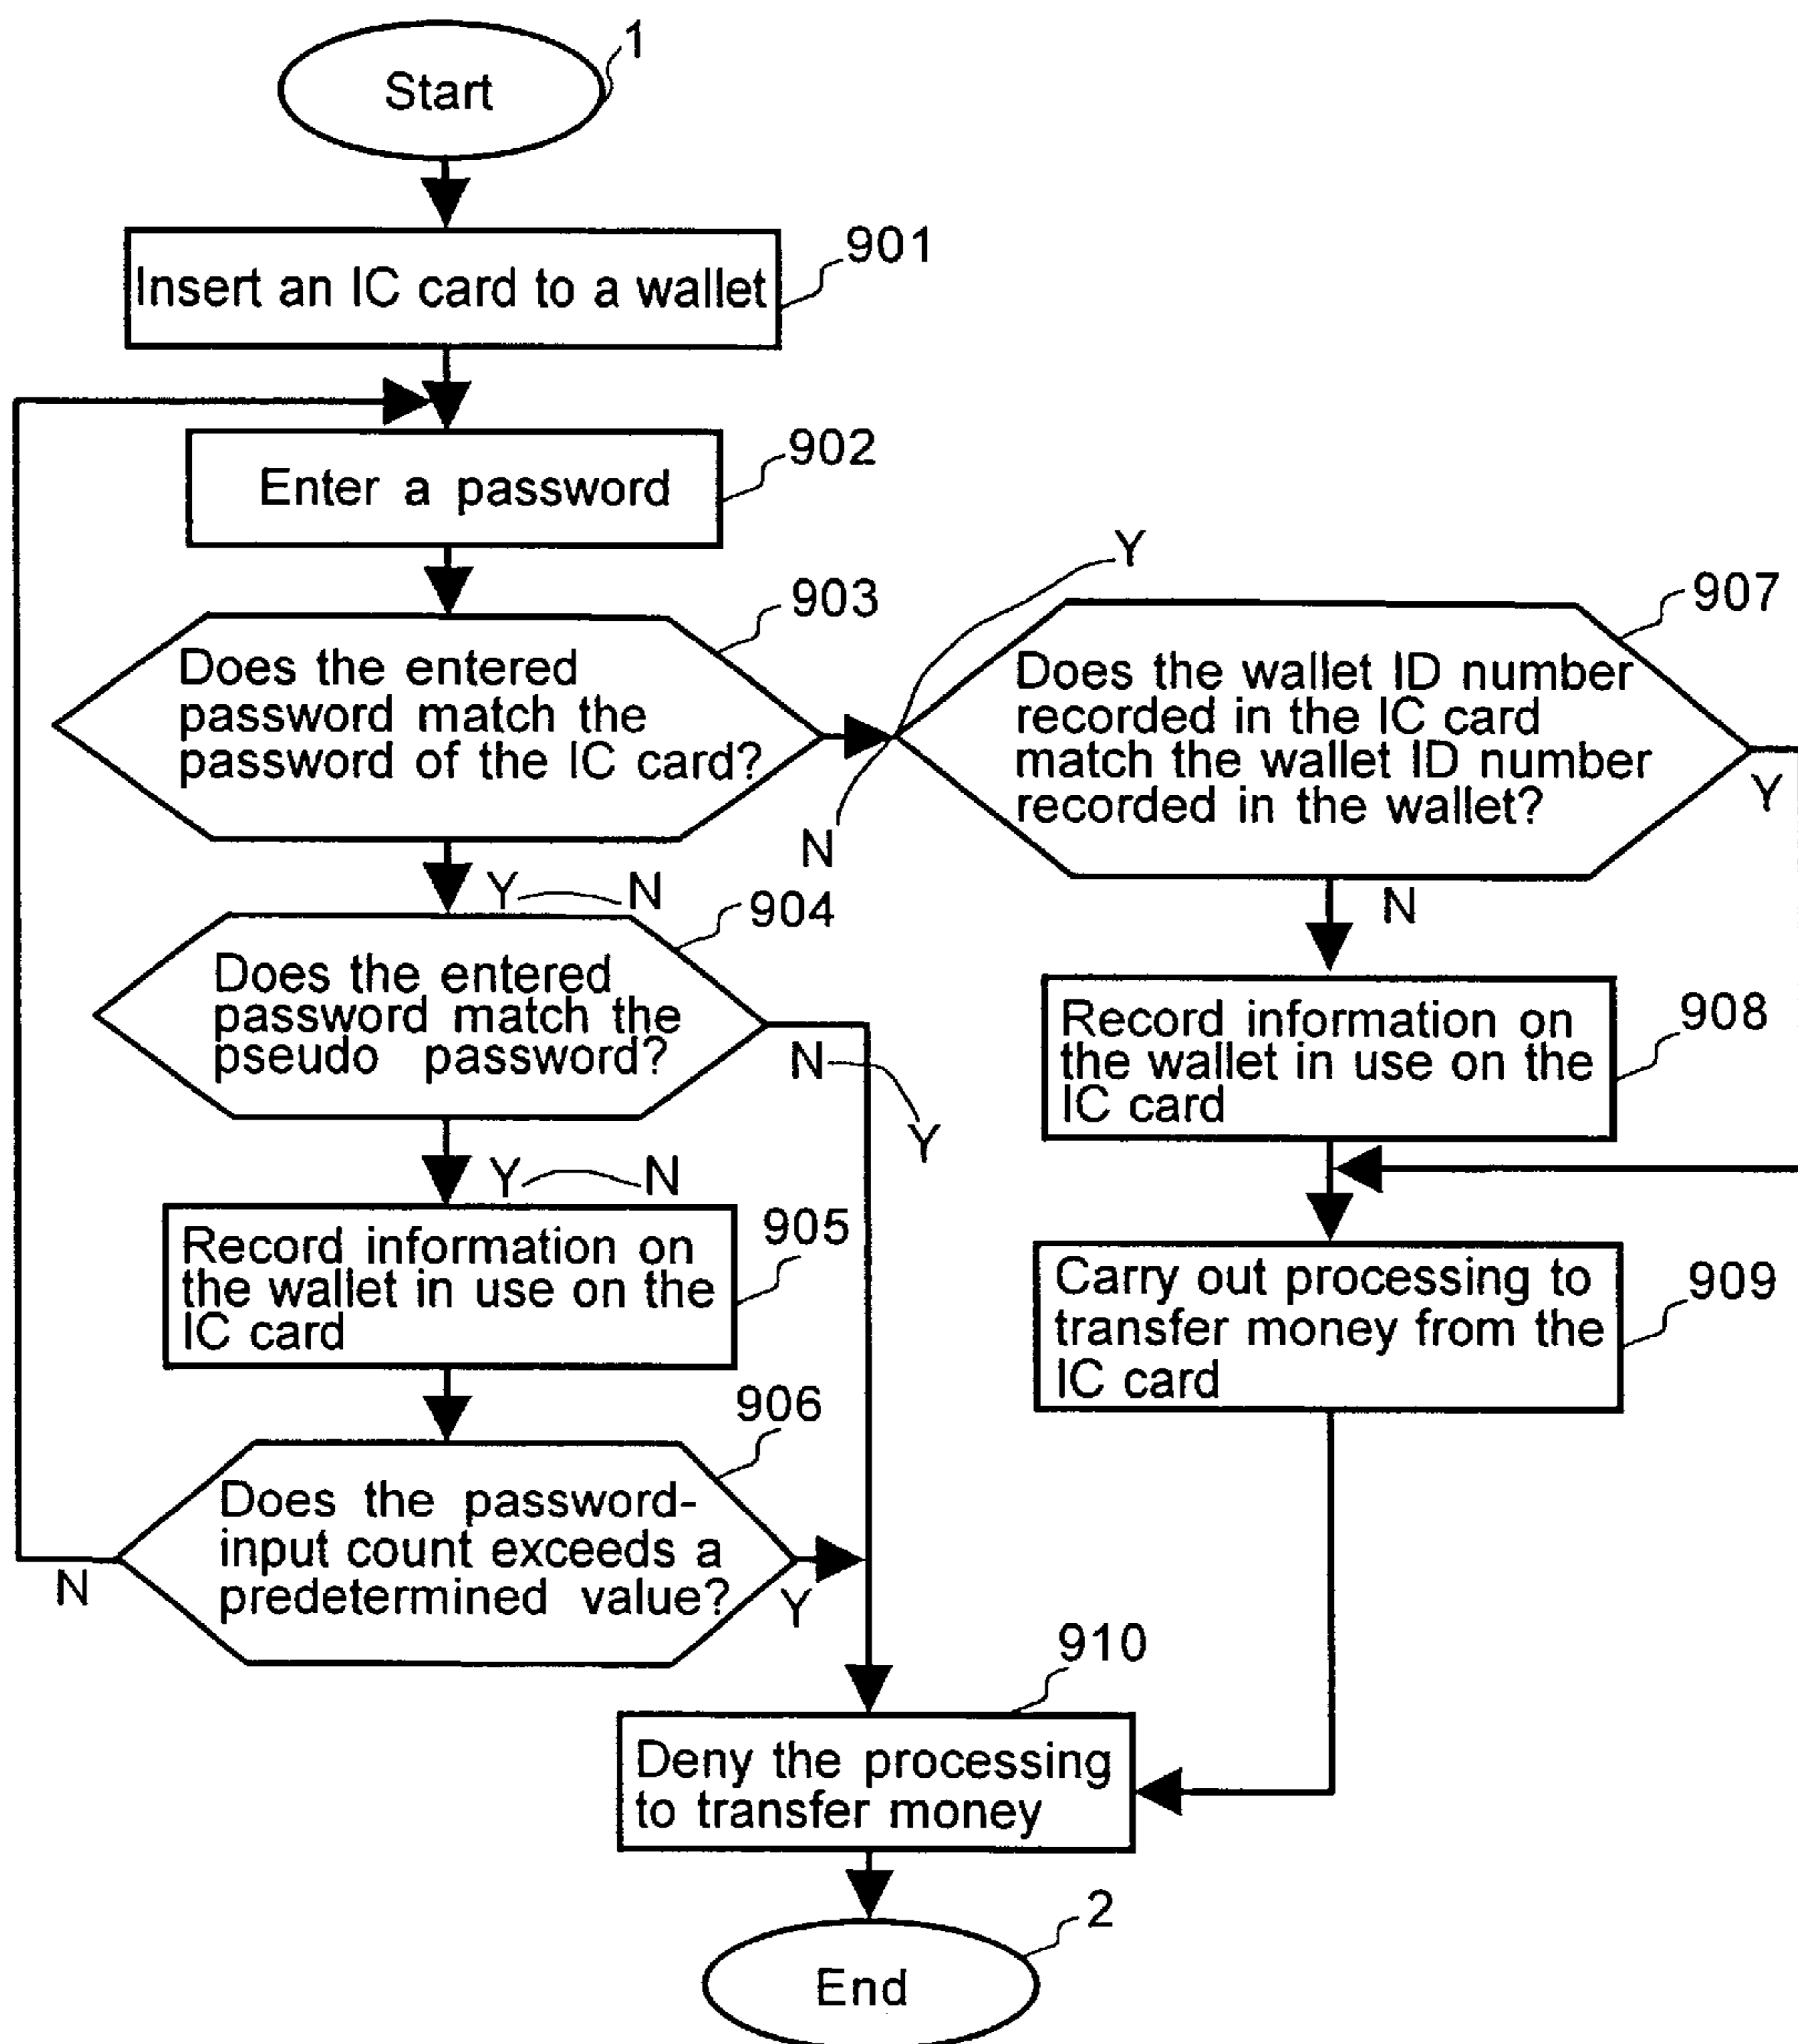 Start
1
Insert an IC card to a wallet
901
Enter a password
902
Does the entered
password match the
password of the IC card?
903
Y
N
Y
N
Does the entered
password match the
pseudo password?
904
N
Y
Y
N
Record information on
the wallet in use on the
IC card
905
Does the password-
input count exceeds a
predetermined value?
906
N
Y
Does the wallet ID number
recorded in the IC card
match the wallet ID number
recorded in the wallet?
907
Y
N
Record information on
the wallet in use on the
IC card
908
Carry out processing to
transfer money from the
IC card
909
Deny the processing
to transfer money
910
End
2